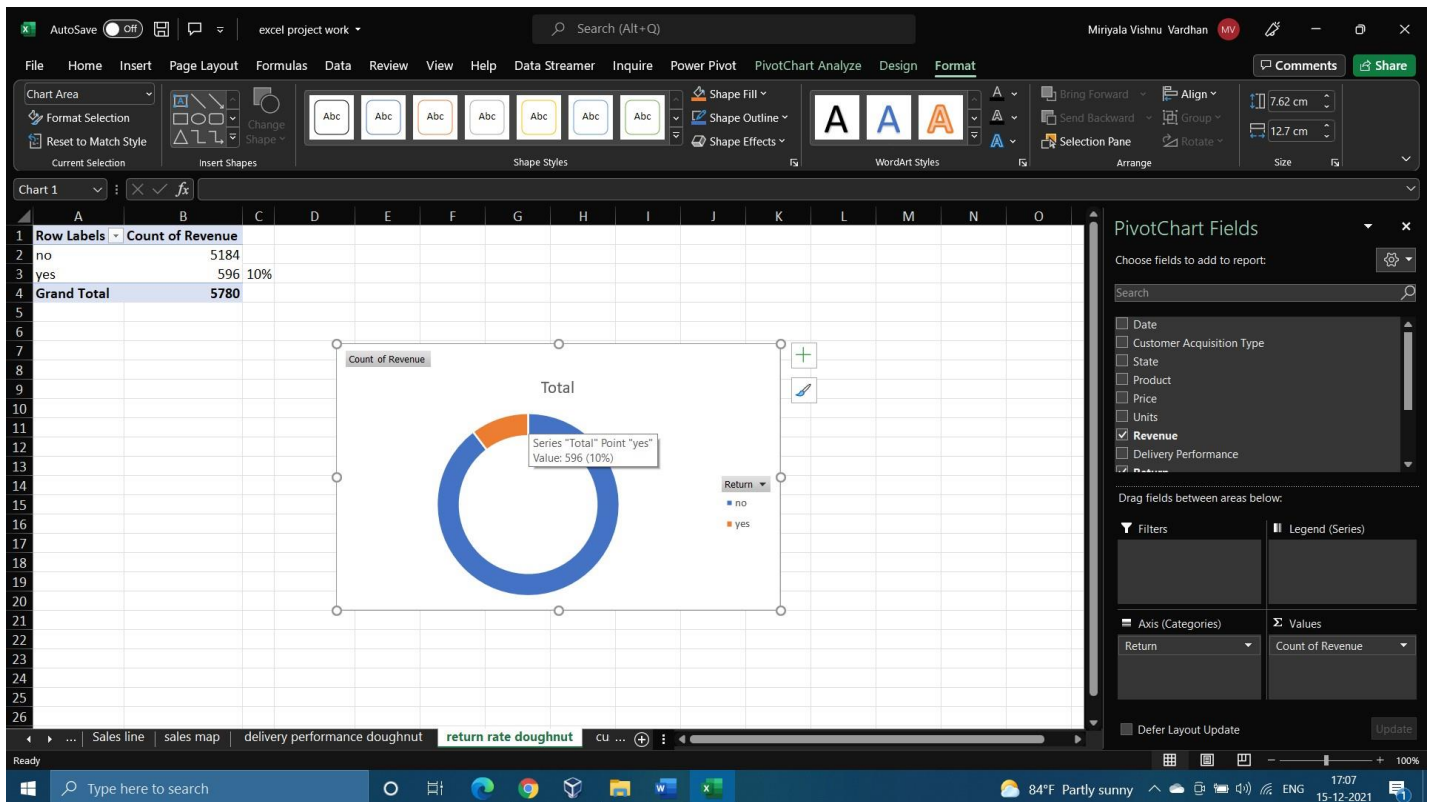 AutoSave Off excel project work Search (Alt+Q) Miriyala Vishnu Vardhan MV
File Home Insert Page Layout Formulas Data Review View Help Data Streamer Inquire Power Pivot PivotChart Analyze Design Format Comments Share
Chart Area
Format Selection
Reset to Match Style
Current Selection
Change
Shape
Insert Shapes
Abc Abc Abc Abc Abc Abc Abc
Shape Fill
Shape Outline
Shape Effects
Shape Styles
A A A
WordArt Styles
Bring Forward
Send Backward
Selection Pane
Align
Group
Rotate
Arrange
7.62 cm
12.7 cm
Size
Chart 1 fx
A B C D E F G H I J K L M N O
1 Row Labels Count of Revenue
2 no 5184
3 yes 596 10%
4 Grand Total 5780
5
6
7
8
9
10
11
12
13
14
15
16
17
18
19
20
21
22
23
24
25
26
Count of Revenue
Total
Series "Total" Point "yes"
Value: 596 (10%)
Return
no
yes
PivotChart Fields
Choose fields to add to report:
Search
Date
Customer Acquisition Type
State
Product
Price
Units
Revenue
Delivery Performance
Return
Drag fields between areas below:
Filters Legend (Series)
Axis (Categories) Values
Return Count of Revenue
Defer Layout Update Update
... Sales line sales map delivery performance doughnut return rate doughnut cu ...
Ready 100%
Type here to search 84°F Partly sunny ENG 17:07
15-12-2021
1